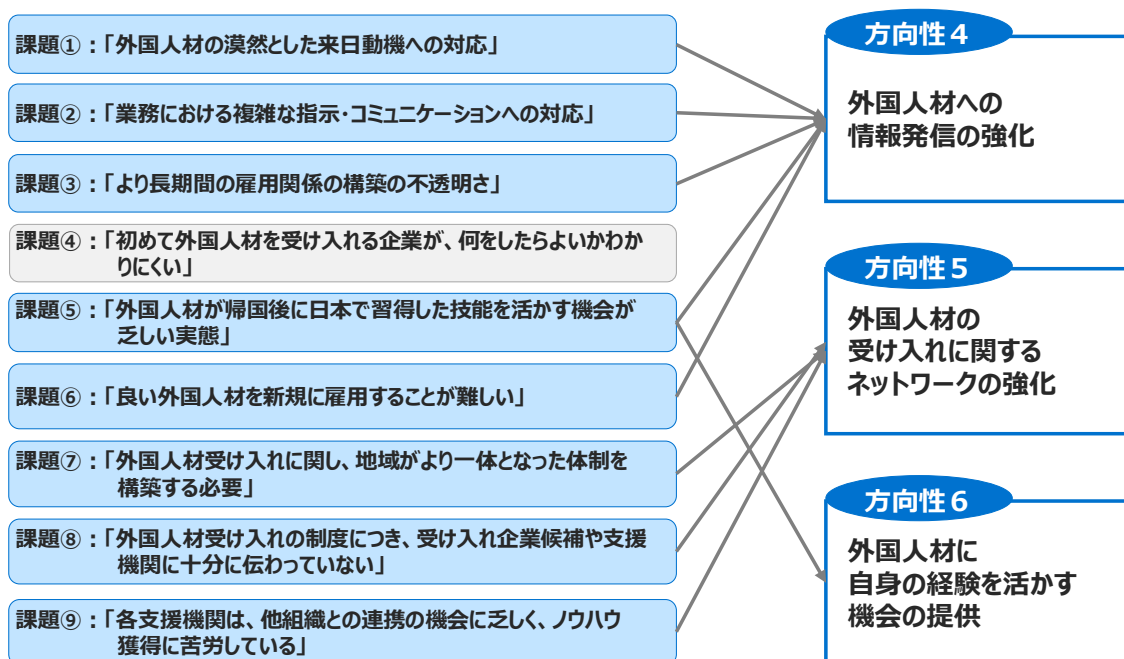 課題①：「外国人材の漠然とした来日動機への対応」
課題②：「業務における複雑な指示・コミュニケーションへの対応」
課題③：「より長期間の雇用関係の構築の不透明さ」
課題④：「初めて外国人材を受け入れる企業が、何をしたらよいかわか
りにくい」
課題⑤：「外国人材が帰国後に日本で習得した技能を活かす機会が
乏しい実態」
課題⑥：「良い外国人材を新規に雇用することが難しい」
課題⑦：「外国人材受け入れに関し、地域がより一体となった体制を
構築する必要」
課題⑧：「外国人材受け入れの制度につき、受け入れ企業候補や支援
機関に十分に伝わっていない」
課題⑨：「各支援機関は、他組織との連携の機会に乏しく、ノウハウ
獲得に苦労している」
方向性４
外国人材への
情報発信の強化
方向性５
外国人材の
受け入れに関する
ネットワークの強化
方向性６
外国人材に
自身の経験を活かす
機会の提供